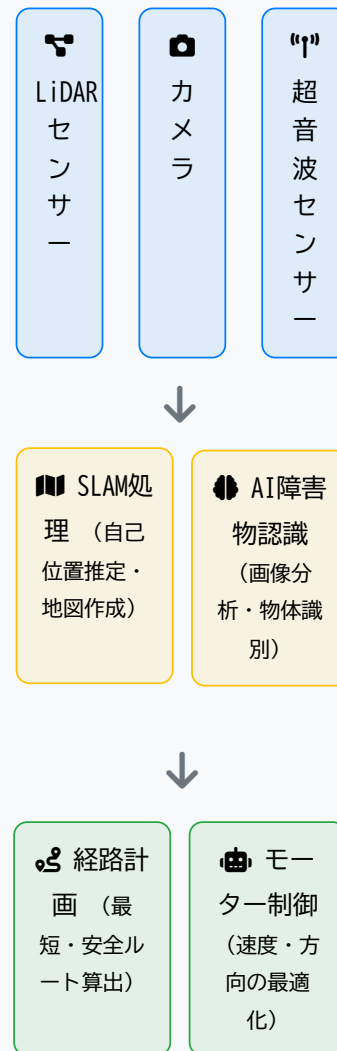 LiDAR
センサー
カメラ
超音波センサー
SLAM処
理 （自己
位置推定・
地図作成）
AI障害
物認識
（画像分
析・物体識
別）
経路計
画 （最
短・安全ル
ート算出）
モー
ター制御
（速度・方
向の最適
化）